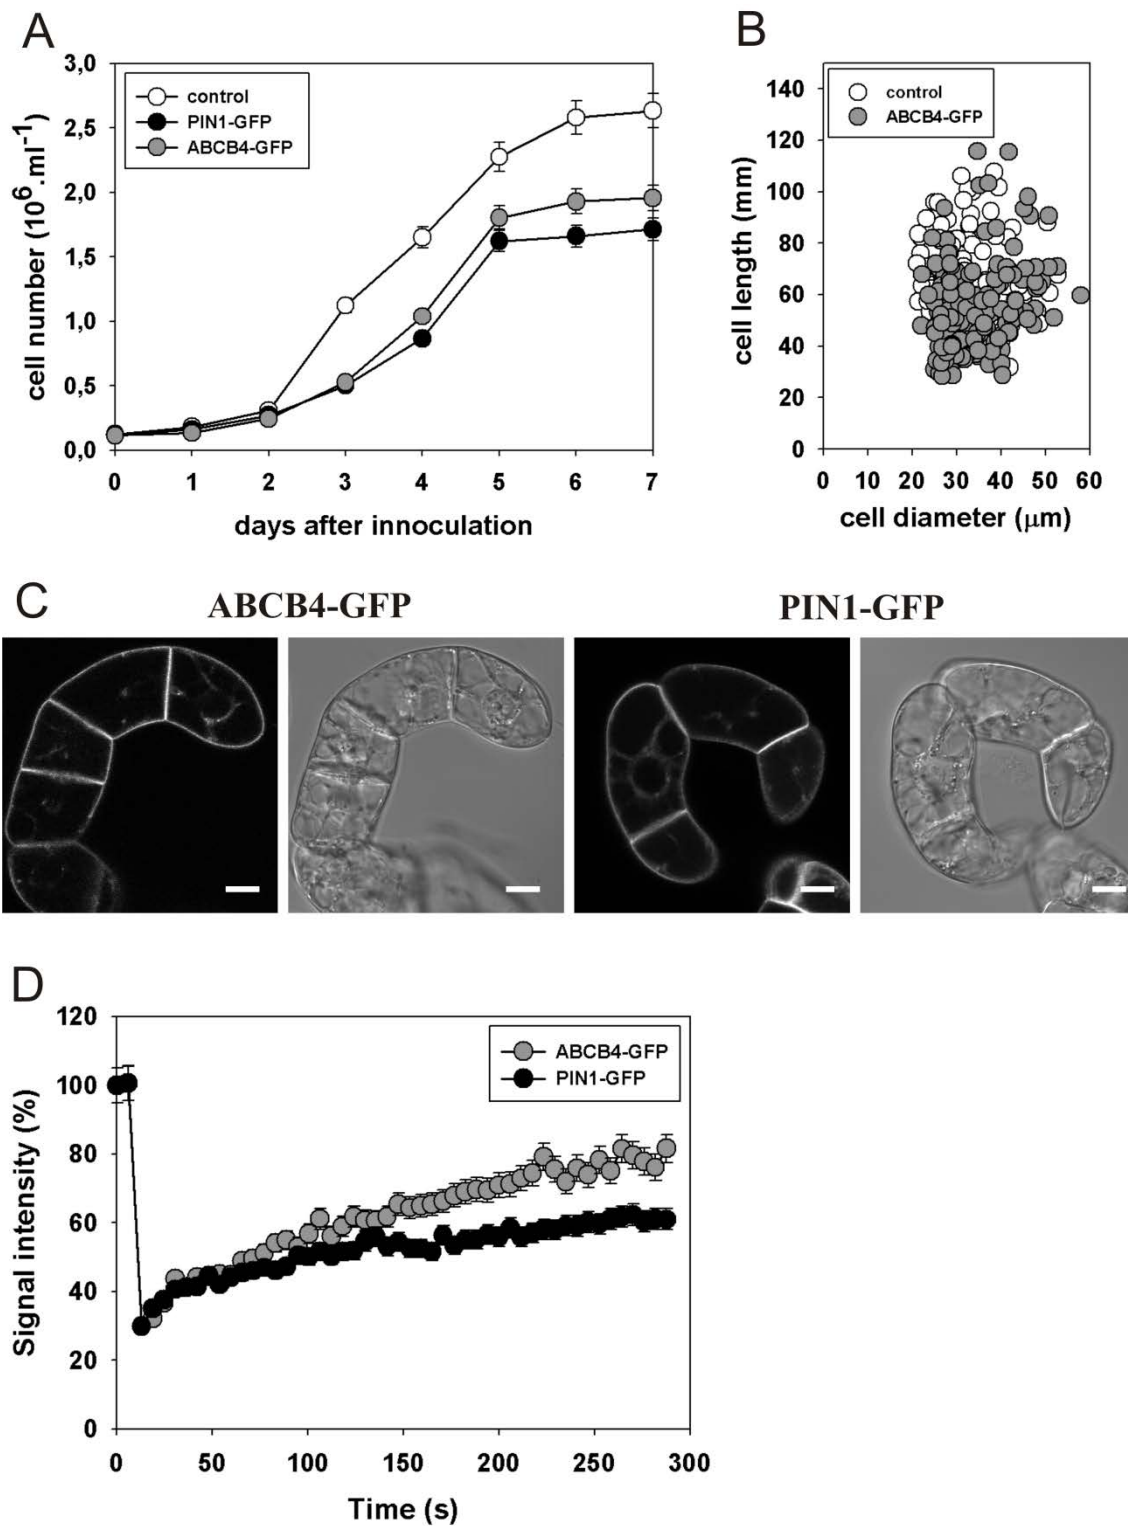 A
3,0
2,5
2,0
1,5
1,0
0,5
0,0
cell number (10⁶.ml⁻¹)
control
PIN1-GFP
ABCB4-GFP
0 1 2 3 4 5 6 7
days after innoculation
B
140
120
100
80
60
40
20
0
cell length (mm)
control
ABCB4-GFP
0 10 20 30 40 50 60
cell diameter (μm)
C
ABCB4-GFP PIN1-GFP
D
120
100
80
60
40
20
0
Signal intensity (%)
ABCB4-GFP
PIN1-GFP
0 50 100 150 200 250 300
Time (s)